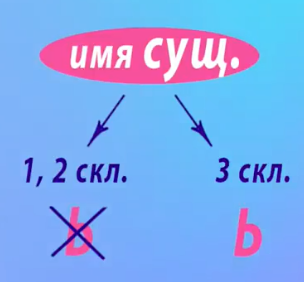 имя сущ.
1, 2 скл. 3 скл.
ь ь